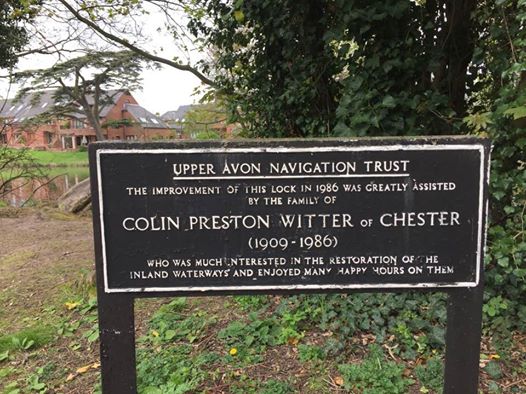 UPPER AVON NAVIGATION TRUST
THE IMPROVEMENT OF THIS LOCK IN 1986 WAS GREATLY ASSISTED
BY THE FAMILY OF
COLIN PRESTON WITTER OF CHESTER
(1909-1986)
WHO WAS MUCH INTERESTED IN THE RESTORATION OF THE
INLAND WATERWAYS AND ENJOYED MANY HAPPY HOURS ON THEM